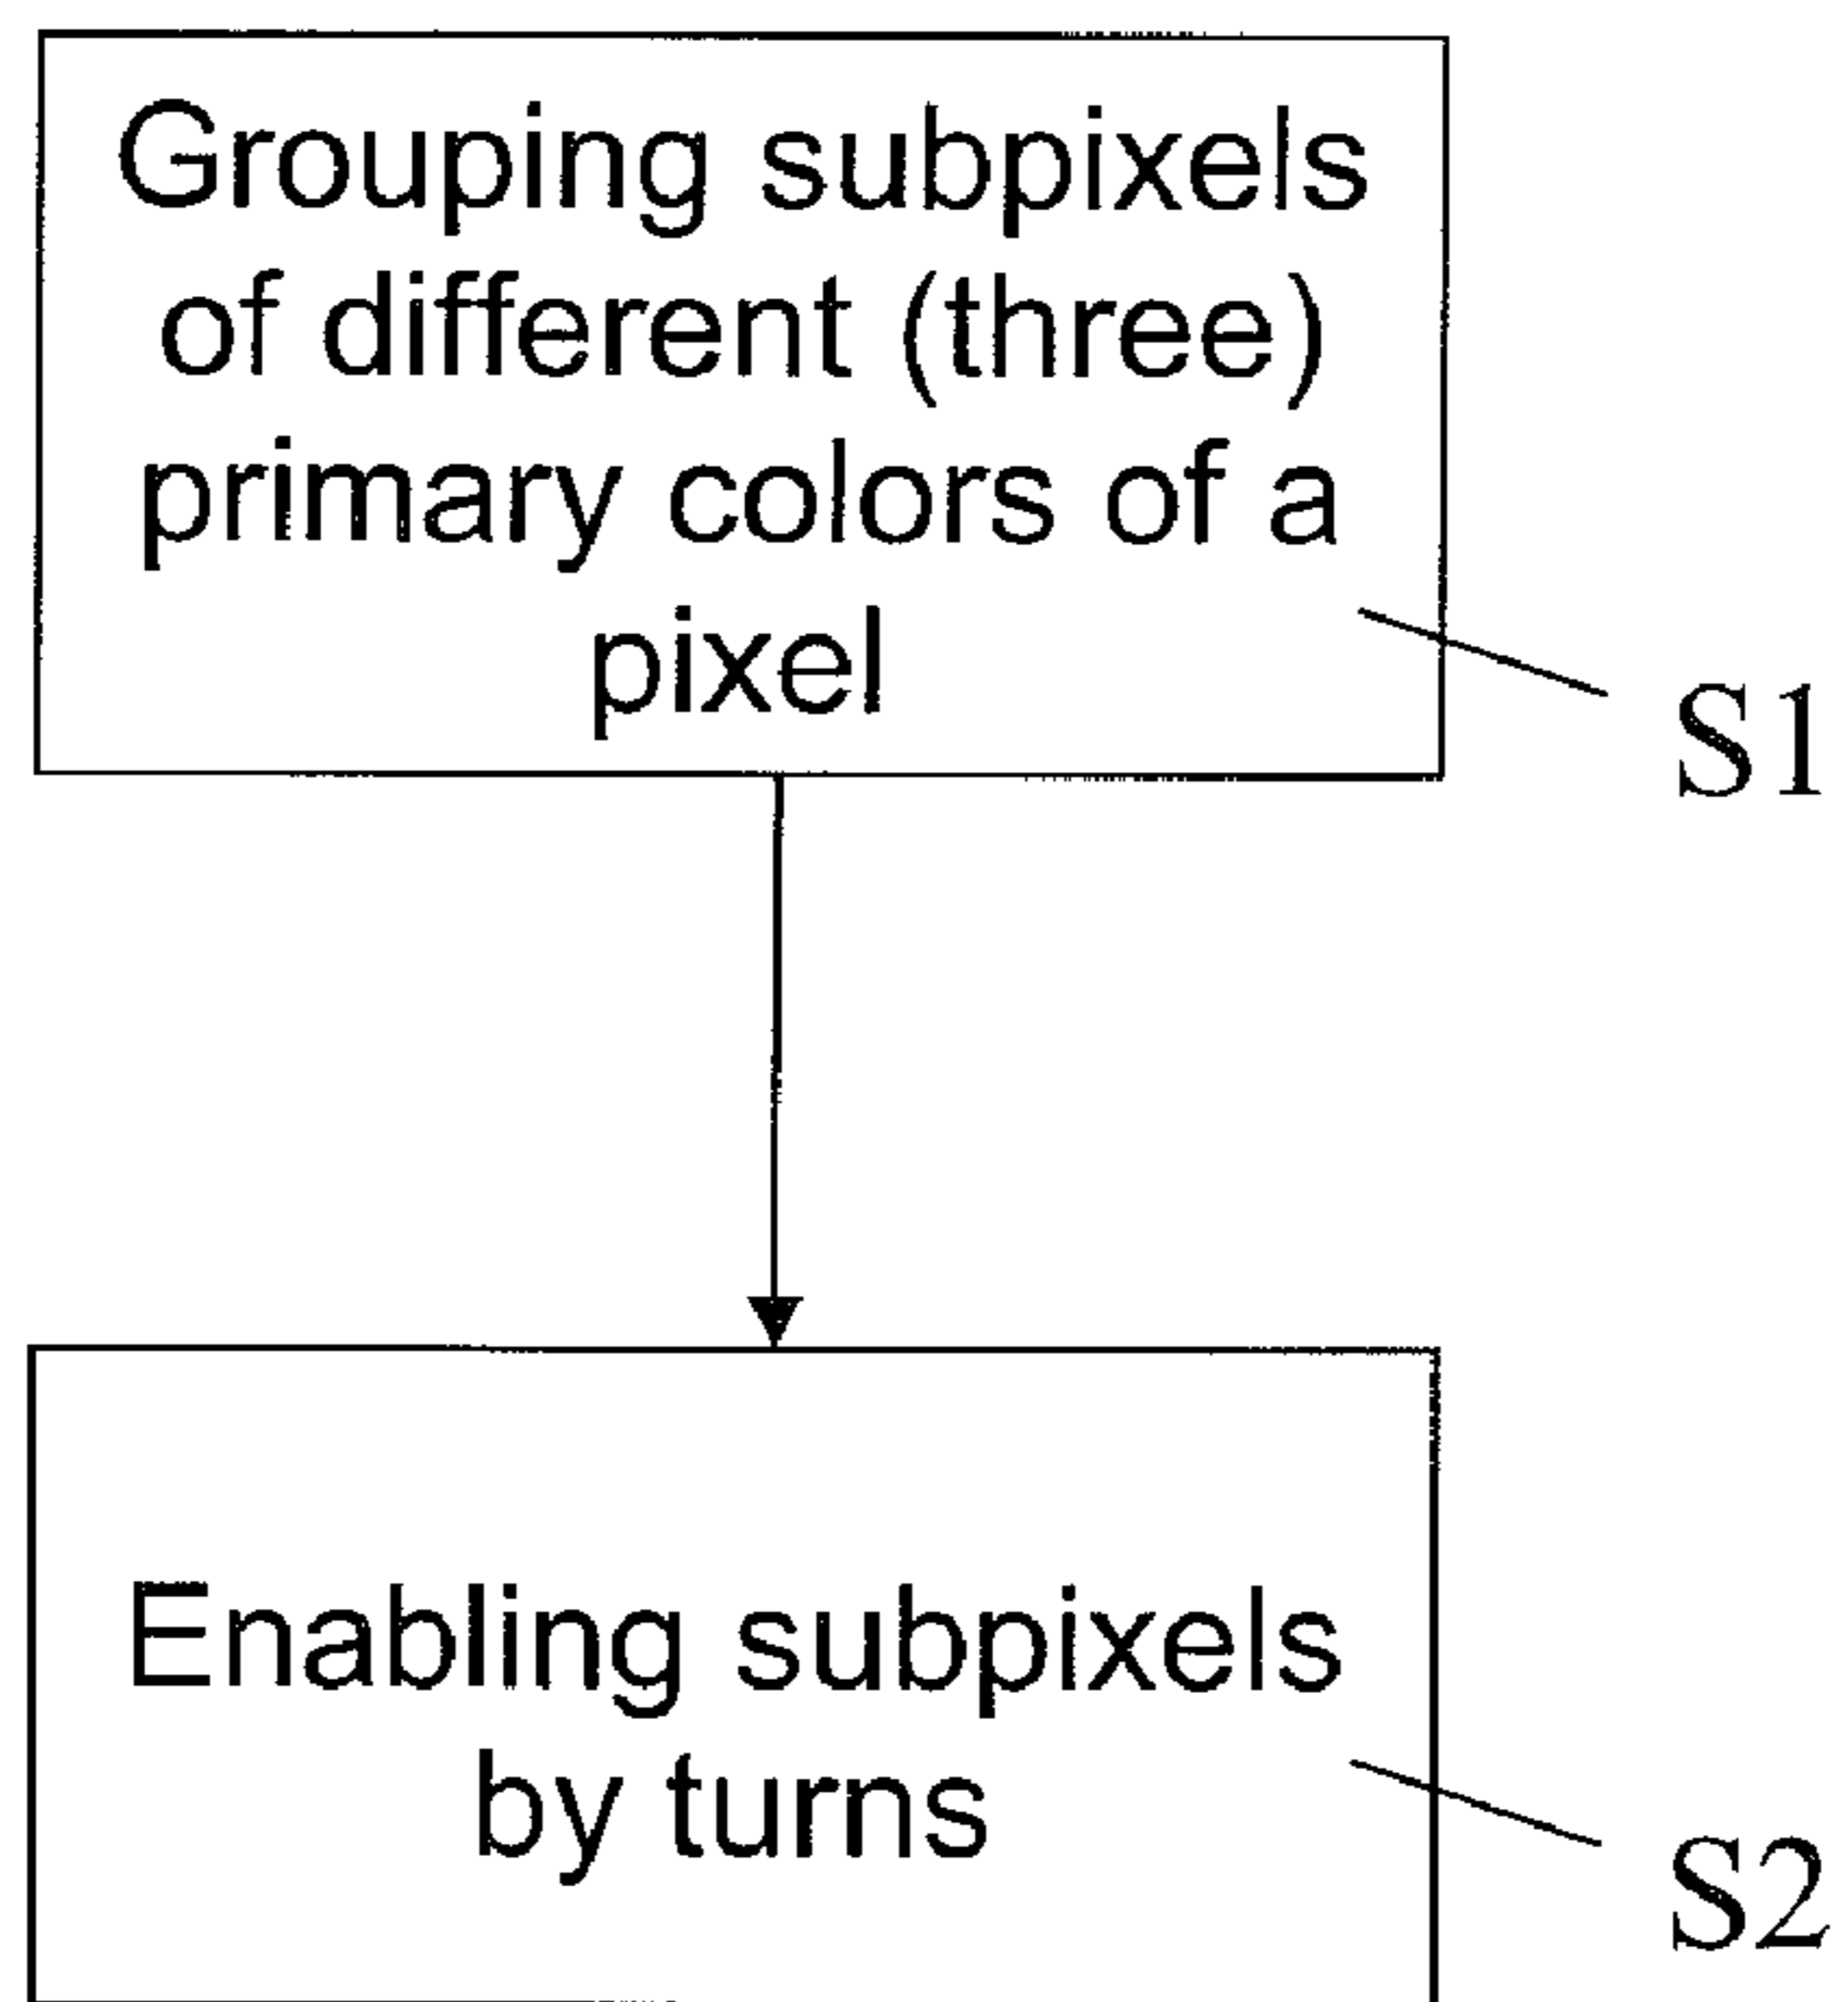 Grouping subpixels
of different (three)
primary colors of a
pixel
S1
Enabling subpixels
by turns
S2